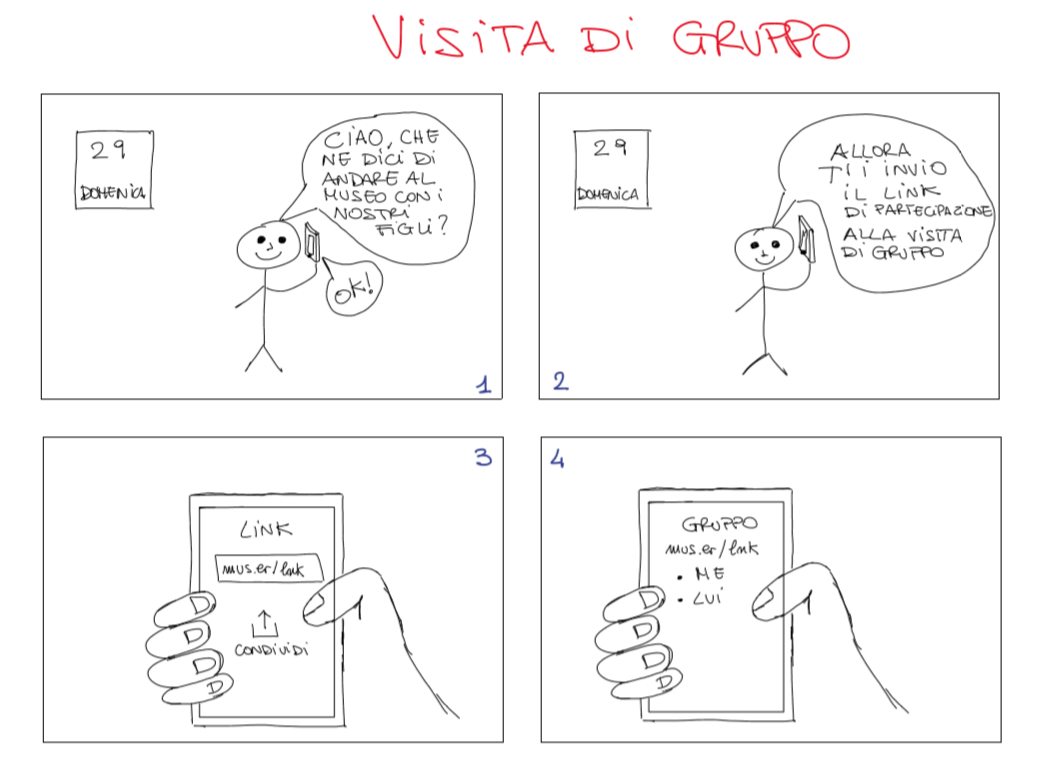 VISITA DI GRUPPO
29
DOMENICA
CIAO, CHE
NE DICI DI
ANDARE AL
MUSEO CON I
NOSTRI
FIGLI?
OK!
1
29
DOMENICA
ALLORA
TI INVIO
IL LINK
DI PARTECIPAZIONE
ALLA VISITA
DI GRUPPO
2
3
LINK
mus.er/link
CONDIVIDI
4
GRUPPO
mus.er/link
• ME
• LUI